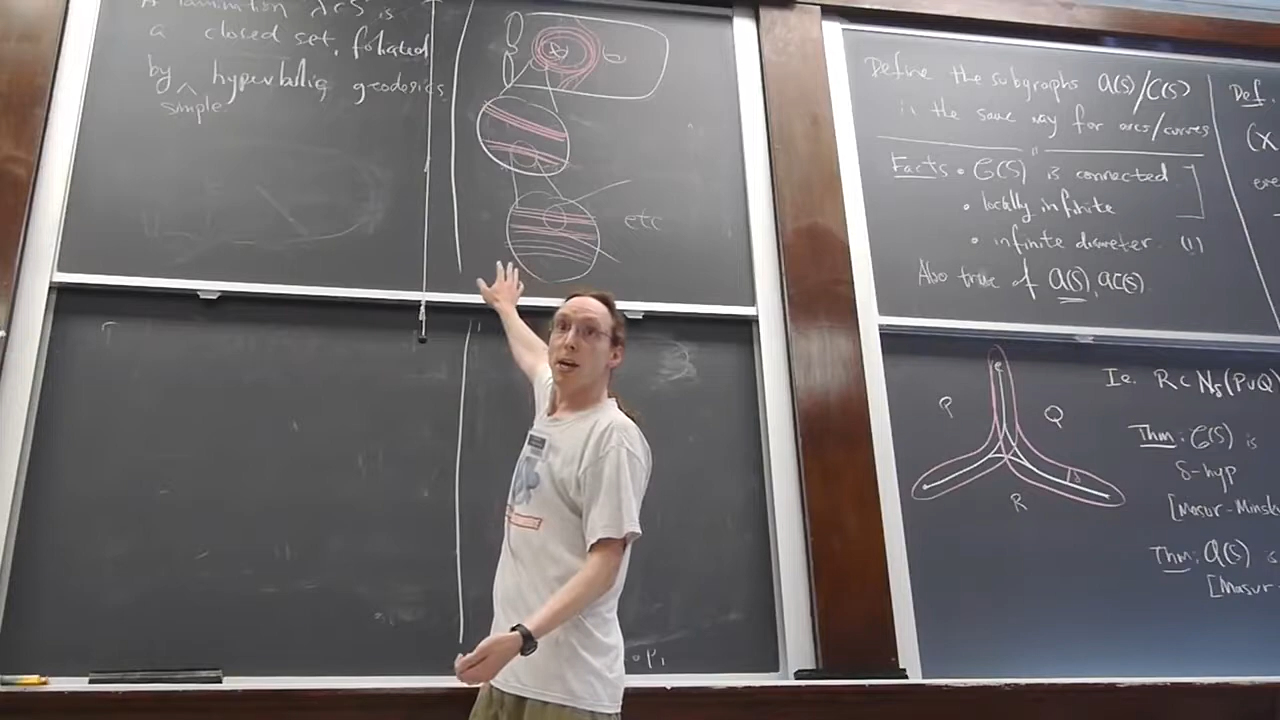 A lamination λ⊂S is
a closed set, foliated
by hyperbolic geodesics.
simple
etc
Define the subgraphs a(S)/C(S)
in the same way for arcs/curves
Facts • C(S) is connected
• locally infinite
• infinite diameter (!)
Also true of a(S), ac(S)
Def.
(X
P
Q
R
δ
I.e. R ⊂ Nδ(P∪Q)
Thm: C(S) is
δ-hyp
[Masur-Minsky
Thm: a(S) is
[Masur-